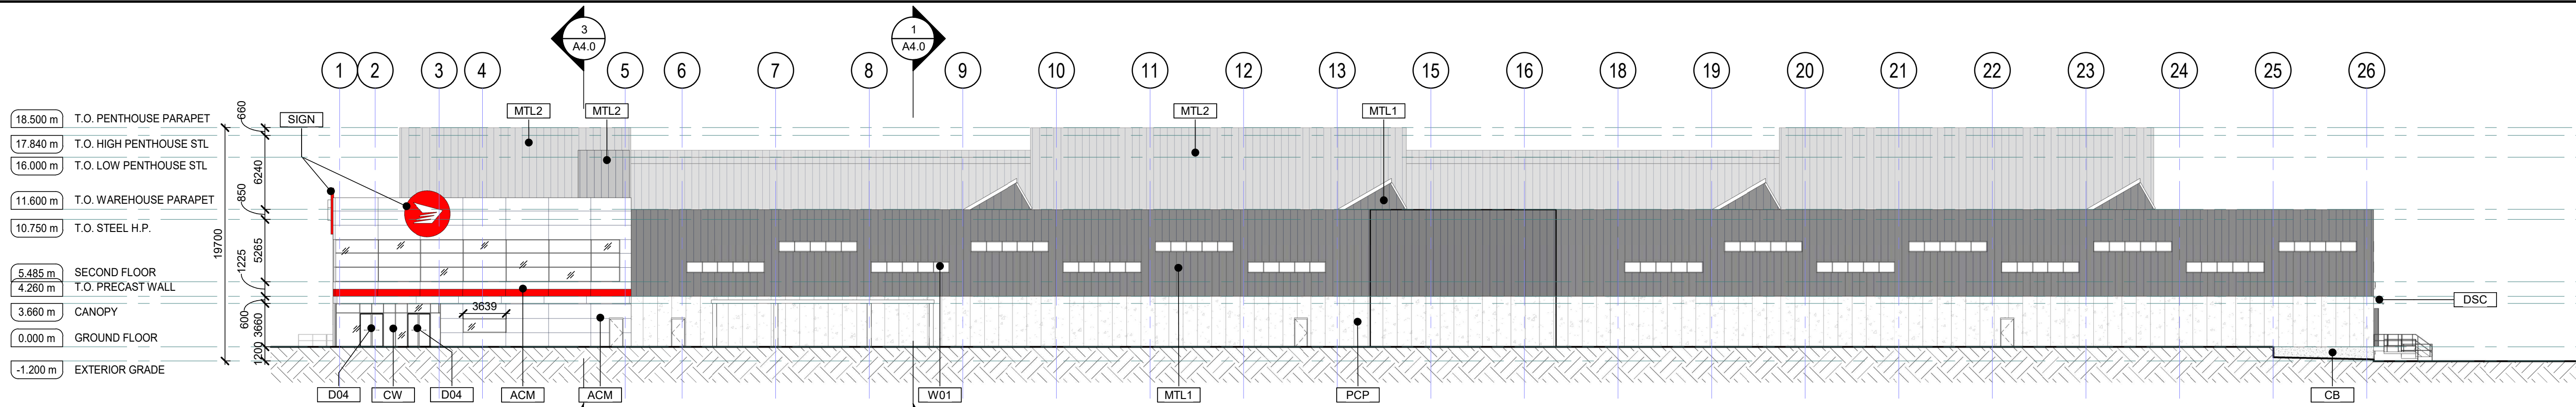 3
A4.0
1
A4.0
1 2 3 4 5 6 7 8 9 10 11 12 13 15 16 18 19 20 21 22 23 24 25 26
SIGN
MTL2
MTL2
MTL2
MTL1
18.500 m T.O. PENTHOUSE PARAPET
17.840 m T.O. HIGH PENTHOUSE STL
16.000 m T.O. LOW PENTHOUSE STL
11.600 m T.O. WAREHOUSE PARAPET
10.750 m T.O. STEEL H.P.
5.485 m SECOND FLOOR
4.260 m T.O. PRECAST WALL
3.660 m CANOPY
0.000 m GROUND FLOOR
-1.200 m EXTERIOR GRADE
19700
660
6240
850
5265
1225
600
3660
1200
3639
DSC
D04
CW
D04
ACM
ACM
W01
MTL1
PCP
CB